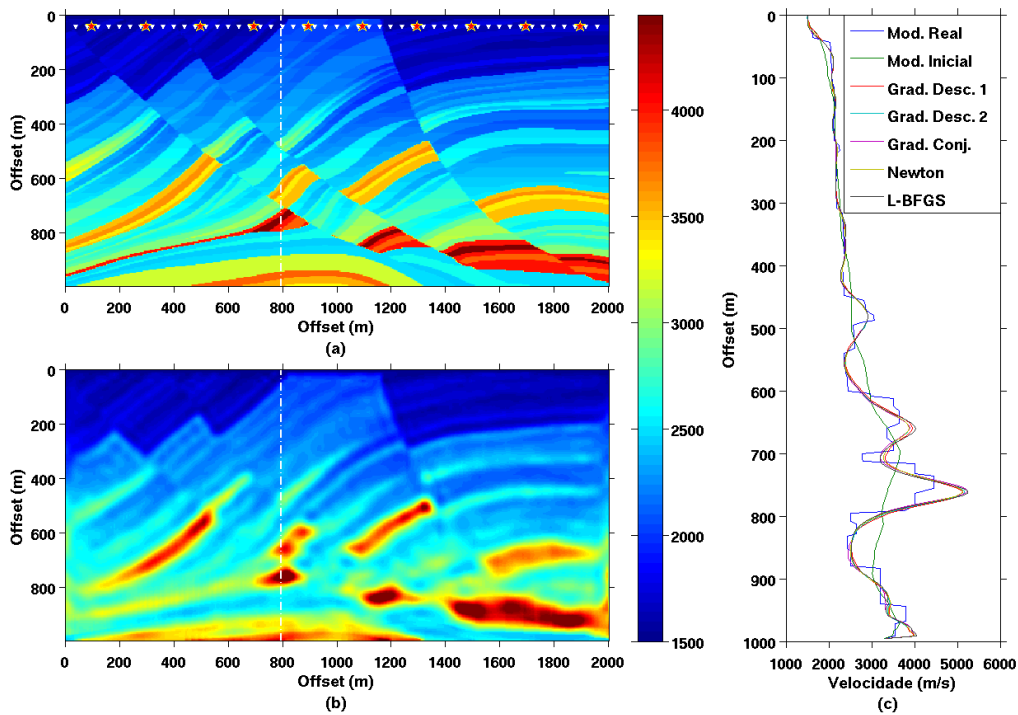 0
200
400
600
800
Offset (m)
0 200 400 600 800 1000 1200 1400 1600 1800 2000
Offset (m)
(a)
0
200
400
600
800
Offset (m)
0 200 400 600 800 1000 1200 1400 1600 1800 2000
Offset (m)
(b)
4000
3500
3000
2500
2000
1500
0
100
200
300
400
500
600
700
800
900
1000
Offset (m)
Mod. Real
Mod. Inicial
Grad. Desc. 1
Grad. Desc. 2
Grad. Conj.
Newton
L-BFGS
1000 2000 3000 4000 5000 6000
Velocidade (m/s)
(c)